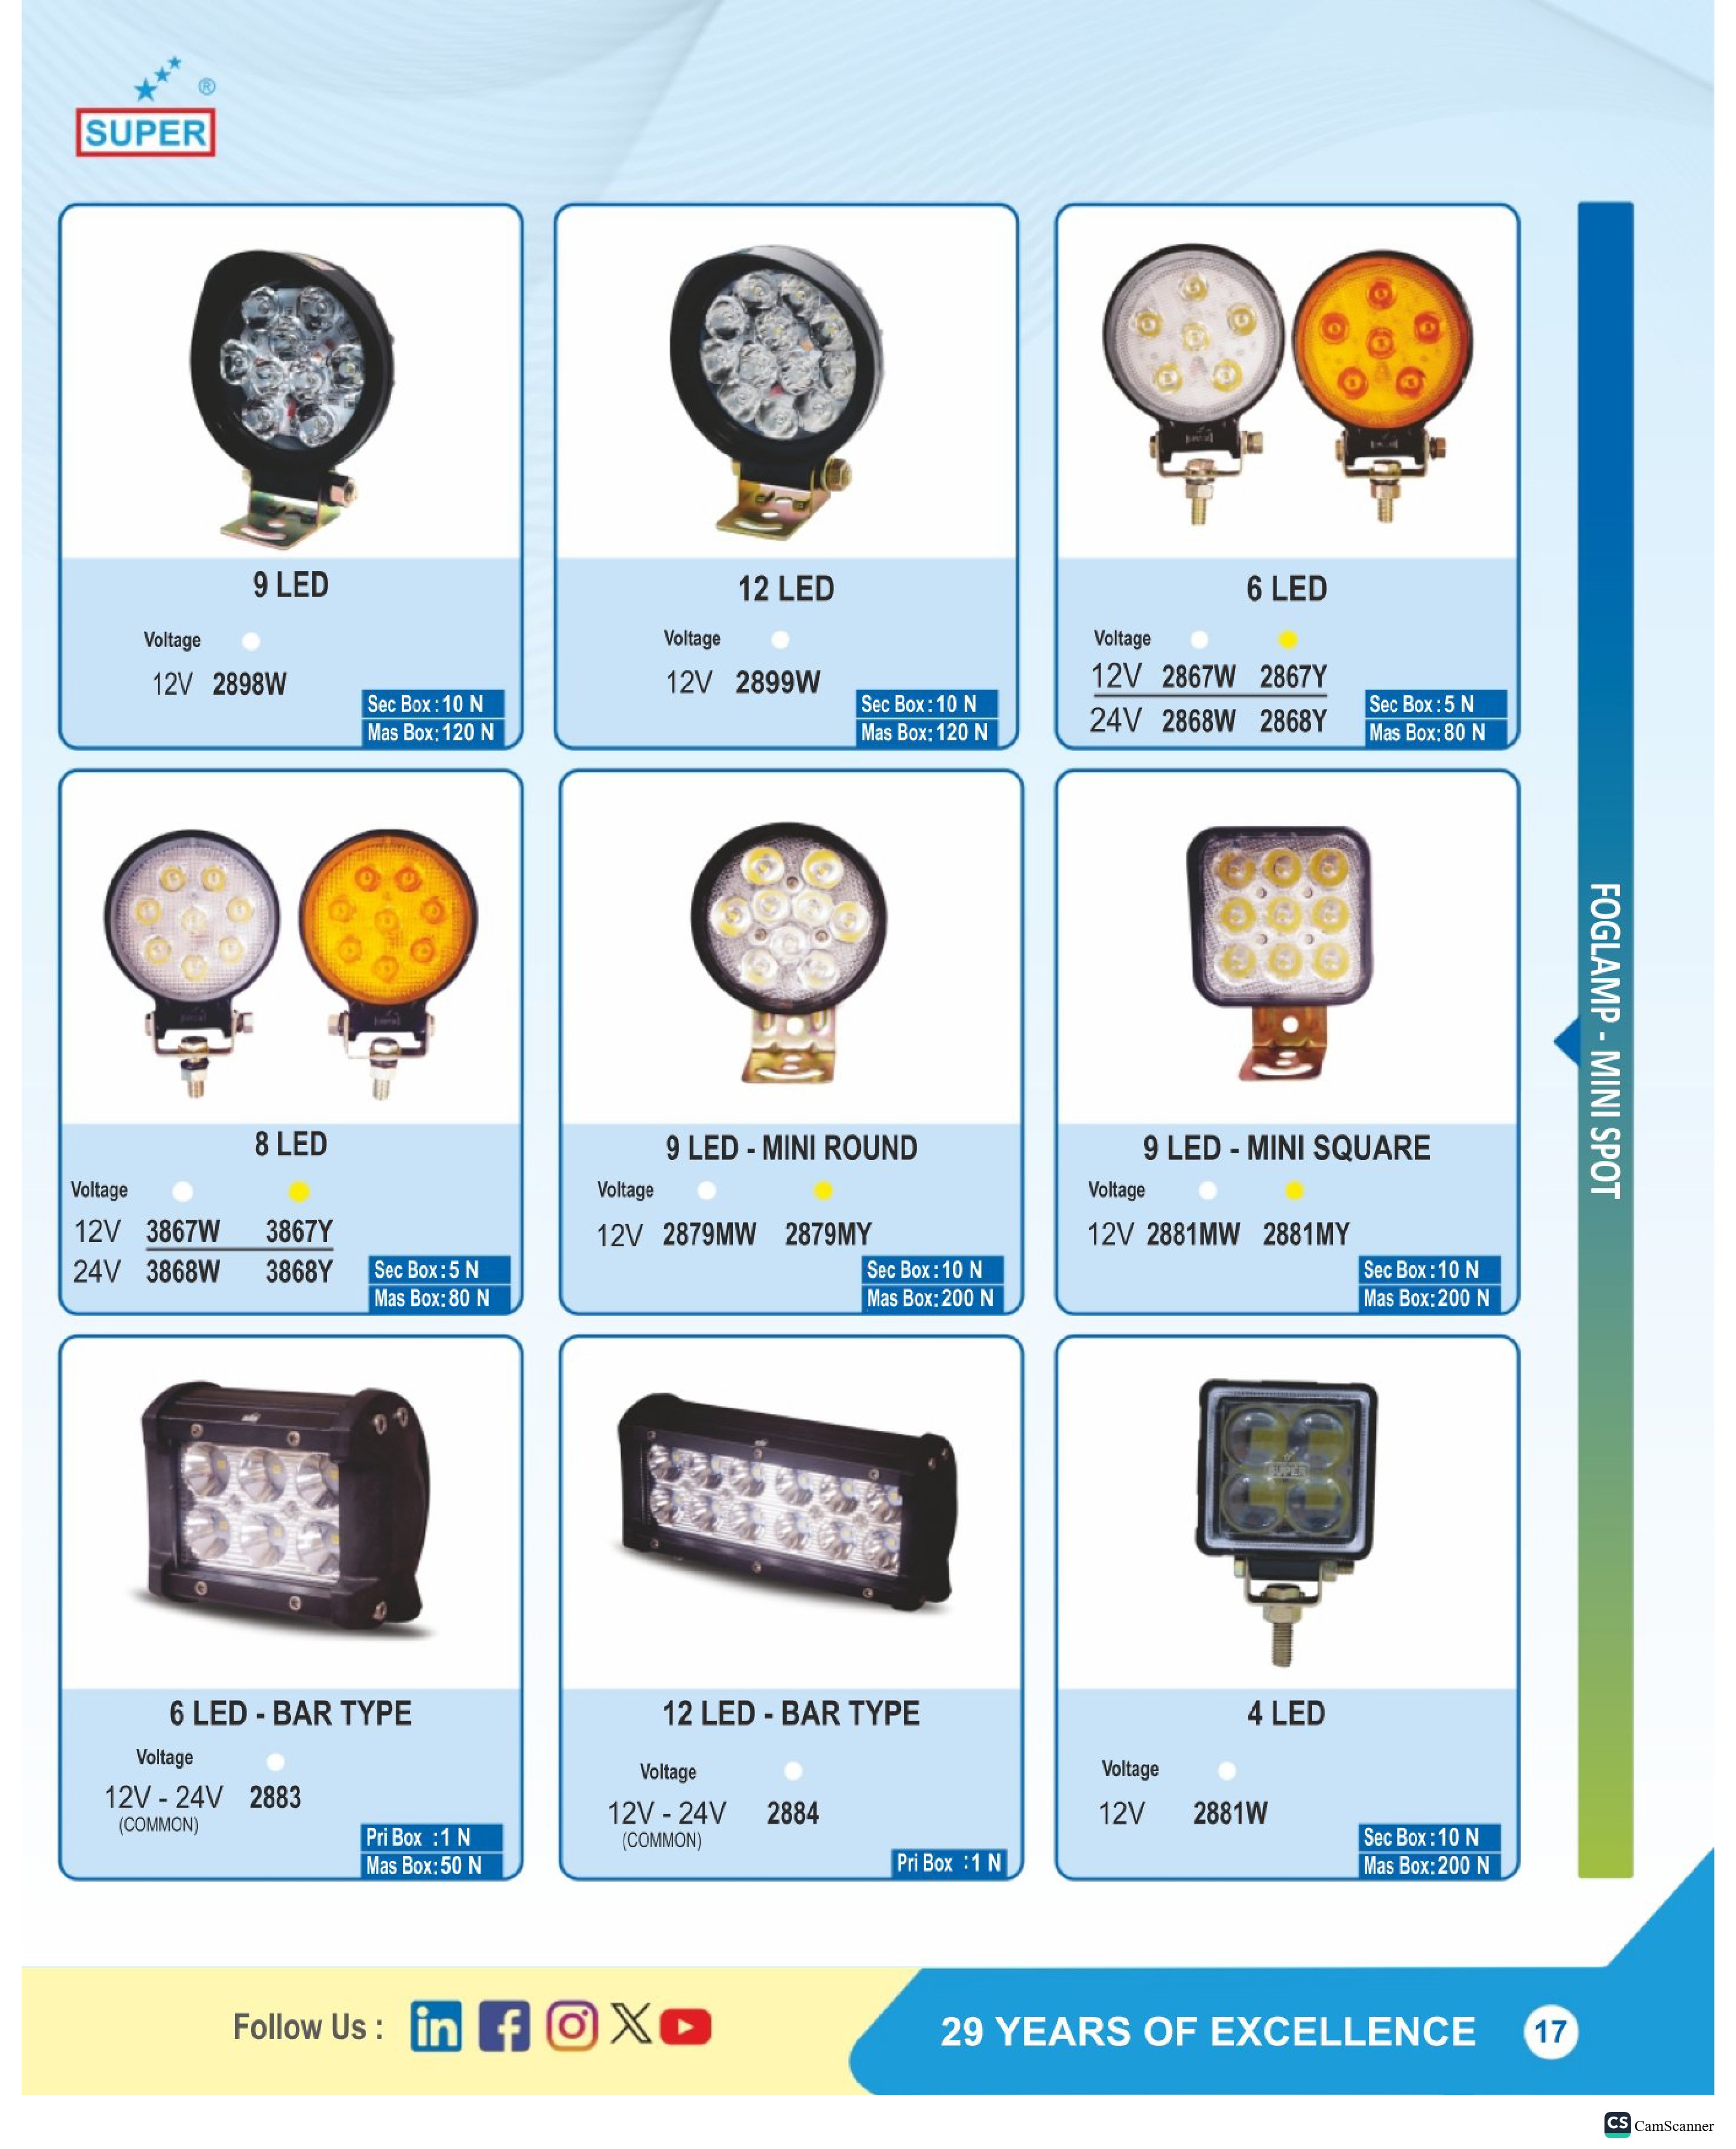 SUPER ®
9 LED
Voltage
12V 2898W
Sec Box : 10 N
Mas Box: 120 N
12 LED
Voltage
12V 2899W
Sec Box : 10 N
Mas Box: 120 N
6 LED
Voltage
12V 2867W 2867Y
24V 2868W 2868Y
Sec Box : 5 N
Mas Box: 80 N
8 LED
Voltage
12V 3867W 3867Y
24V 3868W 3868Y
Sec Box : 5 N
Mas Box: 80 N
9 LED - MINI ROUND
Voltage
12V 2879MW 2879MY
Sec Box : 10 N
Mas Box: 200 N
9 LED - MINI SQUARE
Voltage
12V 2881MW 2881MY
Sec Box : 10 N
Mas Box: 200 N
6 LED - BAR TYPE
Voltage
12V - 24V 2883
(COMMON)
Pri Box : 1 N
Mas Box: 50 N
12 LED - BAR TYPE
Voltage
12V - 24V 2884
(COMMON)
Pri Box : 1 N
SUPER
4 LED
Voltage
12V 2881W
Sec Box : 10 N
Mas Box: 200 N
FOGLAMP - MINI SPOT
Follow Us :
29 YEARS OF EXCELLENCE 17
CS CamScanner